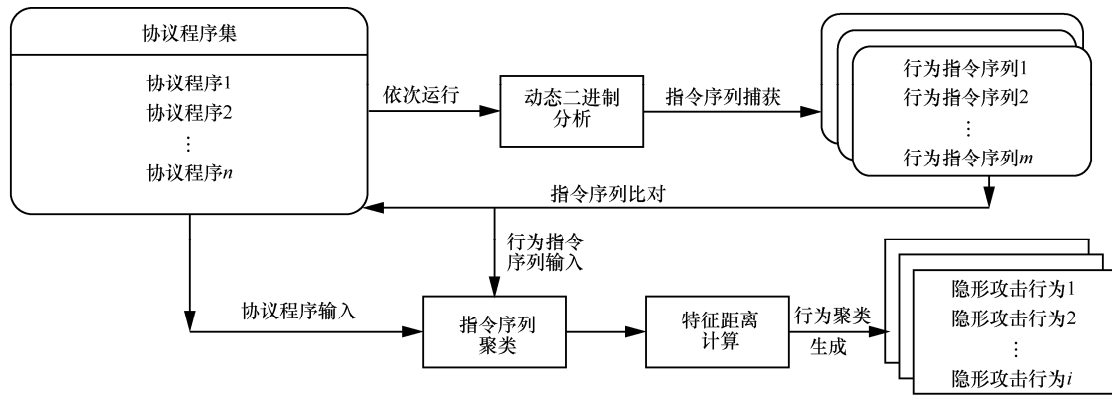 协议程序集
协议程序1
协议程序2
⋮
协议程序n
依次运行
动态二进制
分析
指令序列捕获
行为指令序列1
行为指令序列2
⋮
行为指令序列m
指令序列比对
行为指令
序列输入
协议程序输入
指令序列
聚类
特征距离
计算
行为聚类
生成
隐形攻击行为1
隐形攻击行为2
⋮
隐形攻击行为i